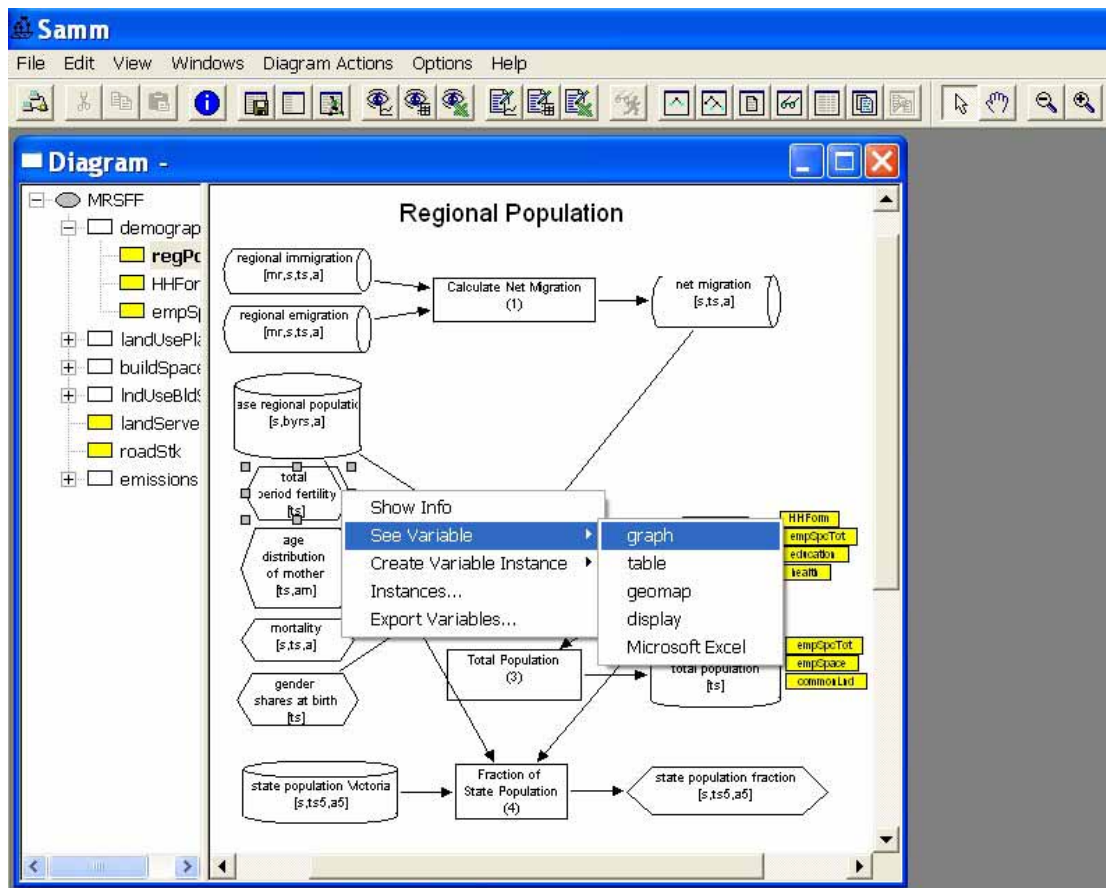 Samm
File Edit View Windows Diagram Actions Options Help
Diagram -
MRSFF
demograp
regPo
HHFor
empSp
landUsePla
buildSpace
lndUseBldS
landServe
roadStk
emissions
Regional Population
regional immigration
[mr,s,ts,a]
regional emigration
[mr,s,ts,a]
Calculate Net Migration
(1)
net migration
[s,ts,a]
ase regional populatio
[s,byrs,a]
total
period fertility
[ts]
age
distribution
of mother
[ts,am]
mortality
[s,ts,a]
gender
shares at birth
[ts]
Show Info
See Variable
Create Variable Instance
Instances...
Export Variables...
graph
table
geomap
display
Microsoft Excel
HHForm
empSpcTot
education
health
Total Population
(3)
total population
[ts]
empSpcTot
empSpace
commonLnd
state population Victoria
[s,ts5,a5]
Fraction of
State Population
(4)
state population fraction
[s,ts5,a5]